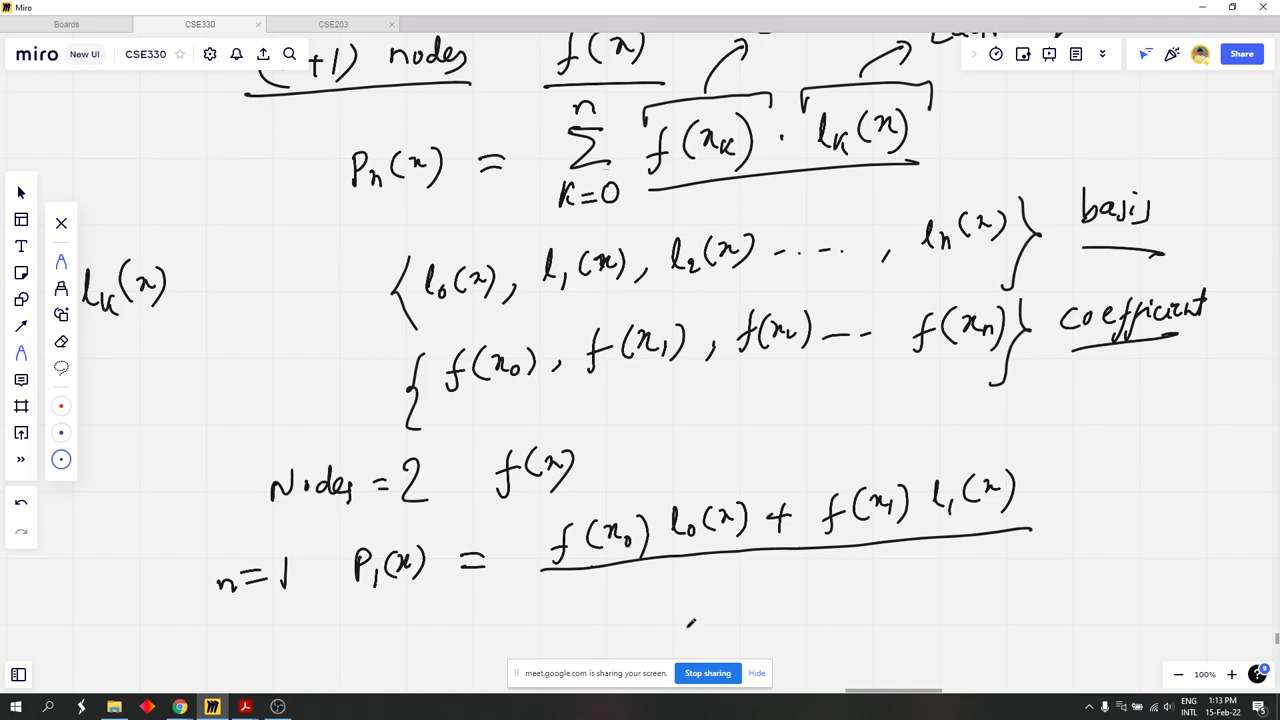 Miro
Boards
CSE330
CSE203
miro New UI CSE330
Share
+1) nodes f(x)
Pn(x) = n Σ K=0 f(xK) · lK(x)
{ l0(x), l1(x), l2(x) ....., ln(x) } basis
lK(x)
{ f(x0), f(x1), f(x2) --- f(xn) } coefficient
Nodes = 2 f(x)
n=1 P1(x) = f(x0) l0(x) + f(x1) l1(x)
meet.google.com is sharing your screen. Stop sharing Hide
100%
9
ENG 1:13 PM
INTL 15-Feb-22
5